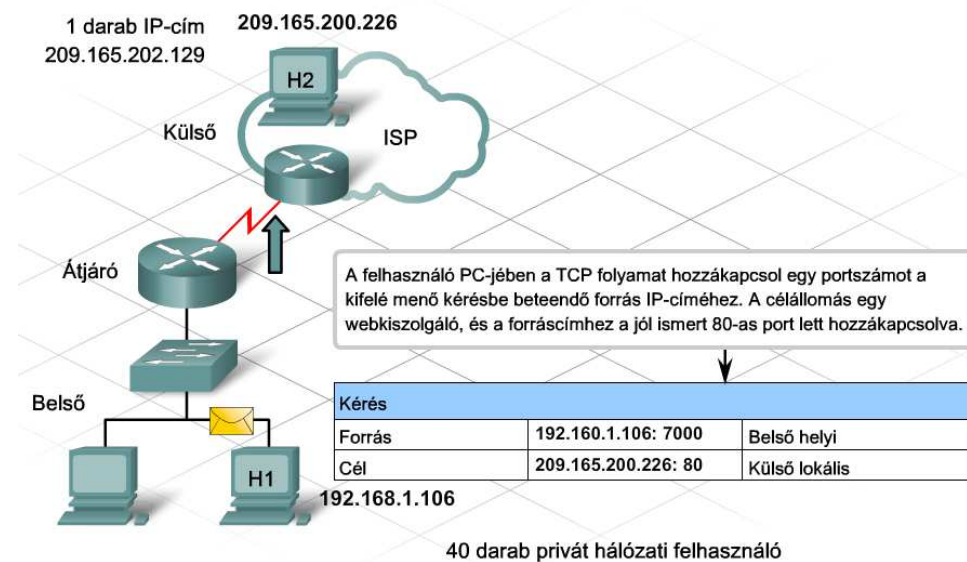 1 darab IP-cím
209.165.202.129
209.165.200.226
H2
Külső
ISP
Átjáró
A felhasználó PC-jében a TCP folyamat hozzákapcsol egy portszámot a
kifelé menő kérésbe beteendő forrás IP-címéhez. A célállomás egy
webkiszolgáló, és a forráscímhez a jól ismert 80-as port lett hozzákapcsolva.
Belső
Kérés
Forrás 192.160.1.106: 7000 Belső helyi
Cél 209.165.200.226: 80 Külső lokális
H1
192.168.1.106
40 darab privát hálózati felhasználó